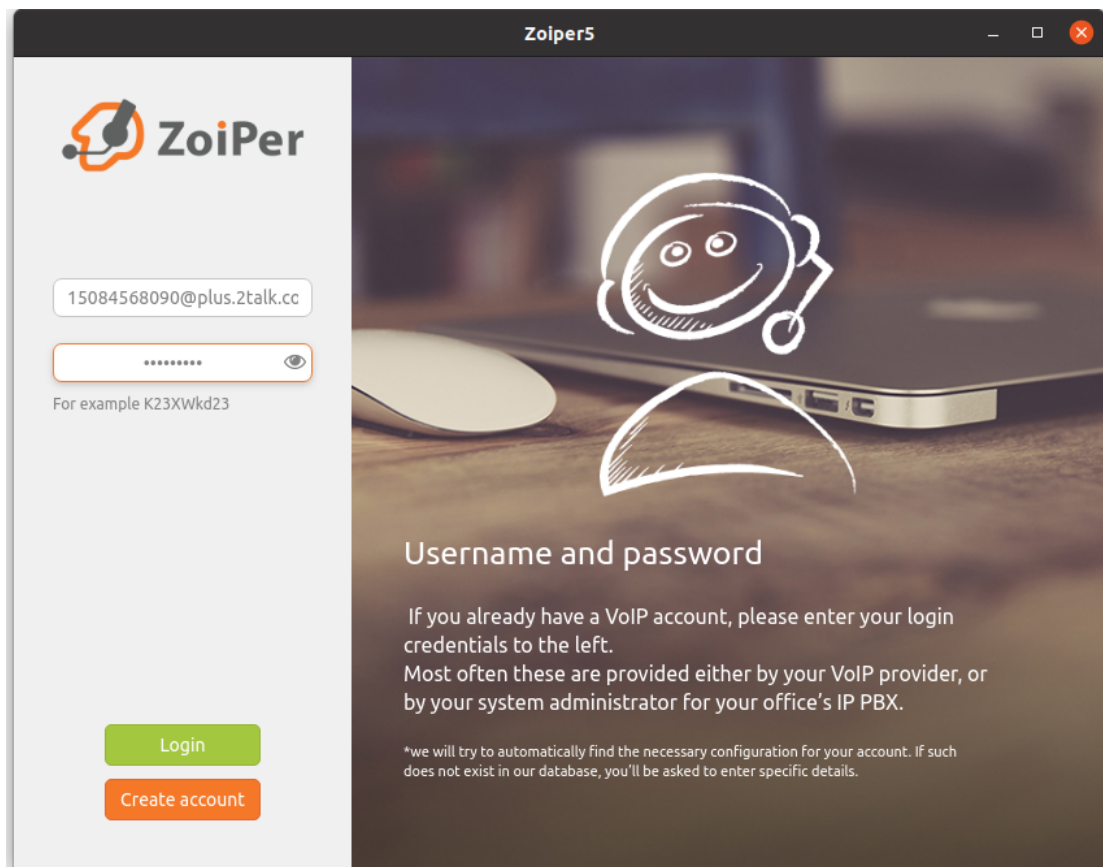 Zoiper5
ZoiPer
15084568090@plus.2talk.cc
•••••••••
For example K23XWkd23
Login
Create account
Username and password
If you already have a VoIP account, please enter your login
credentials to the left.
Most often these are provided either by your VoIP provider, or
by your system administrator for your office's IP PBX.
*we will try to automatically find the necessary configuration for your account. If such
does not exist in our database, you'll be asked to enter specific details.